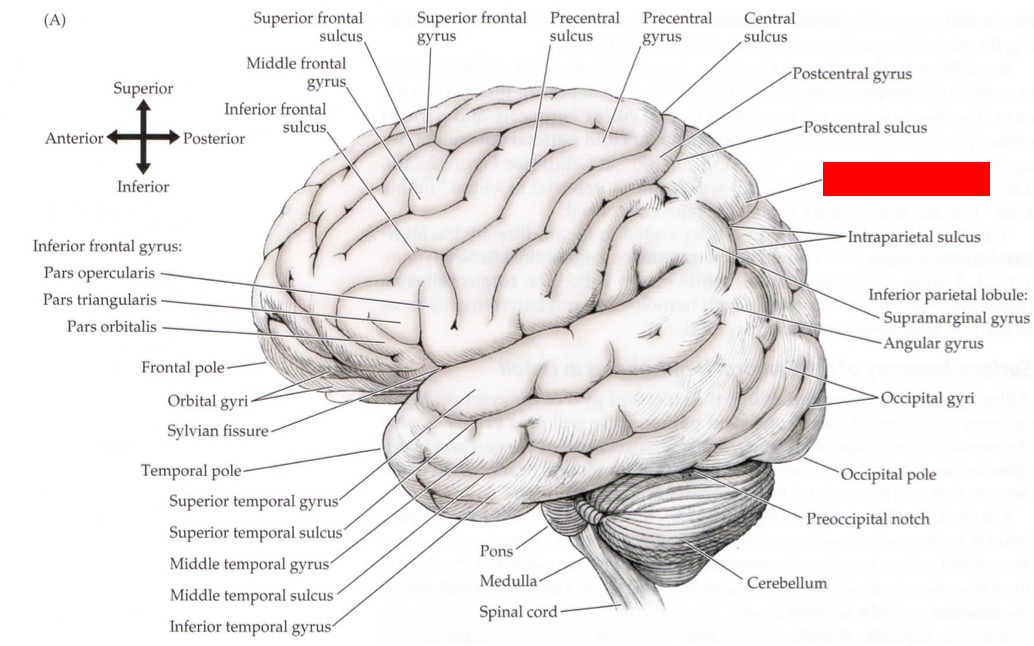 (A)
Superior frontal
sulcus
Superior frontal
gyrus
Precentral
sulcus
Precentral
gyrus
Central
sulcus
Middle frontal
gyrus
Inferior frontal
sulcus
Superior
Anterior
Posterior
Inferior
Postcentral gyrus
Postcentral sulcus
Intraparietal sulcus
Inferior parietal lobule:
Supramarginal gyrus
Angular gyrus
Occipital gyri
Occipital pole
Preoccipital notch
Cerebellum
Inferior frontal gyrus:
Pars opercularis
Pars triangularis
Pars orbitalis
Frontal pole
Orbital gyri
Sylvian fissure
Temporal pole
Superior temporal gyrus
Superior temporal sulcus
Middle temporal gyrus
Middle temporal sulcus
Inferior temporal gyrus
Pons
Medulla
Spinal cord